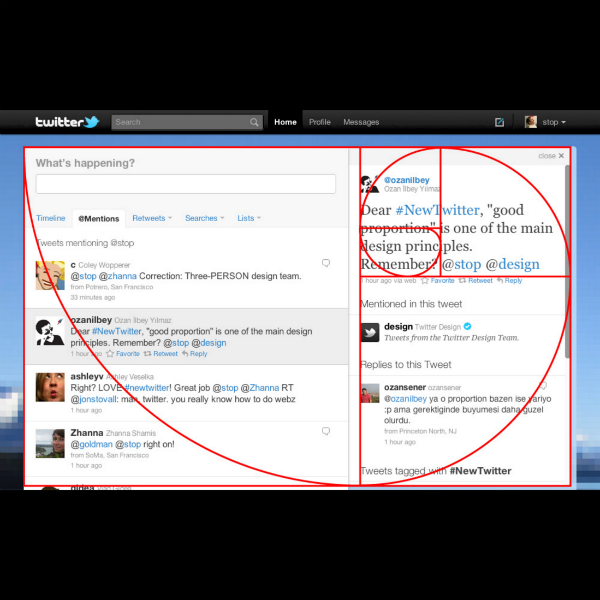 twitter
Search
Home Profile Messages
stop
What's happening?
Timeline @Mentions Retweets Searches Lists
Tweets mentioning @stop
c Coley Wopperer
@stop @zhanna Correction: Three-PERSON design team.
from Potrero, San Francisco
33 minutes ago
ozanilbey Ozan İlbey Yılmaz
Dear #NewTwitter, "good proportion" is one of the main design
principles. Remember? @stop @design
1 hour ago Favorite Retweet Reply
ashleyv Ashley Veselka
Right? LOVE #newtwitter! Great job @stop @Zhanna RT
@jonstovall: man, twitter. you really know how to do webz
1 hour ago
Zhanna Zhanna Shamis
@goldman @stop right on!
from SoMa, San Francisco
1 hour ago
close ×
@ozanilbey
Ozan İlbey Yılmaz
Dear #NewTwitter, "good
proportion" is one of the main
design principles.
Remember? @stop @design
1 hour ago via web Favorite Retweet Reply
Mentioned in this tweet
design Twitter Design
Tweets from the Twitter Design Team.
Replies to this Tweet
ozansener ozansener
@ozanilbey ya o proportion bazen ise yariyo
:p ama gerektiginde buyumesi daha guzel
olurdu.
from Princeton North, NJ
1 hour ago
Tweets tagged with #NewTwitter